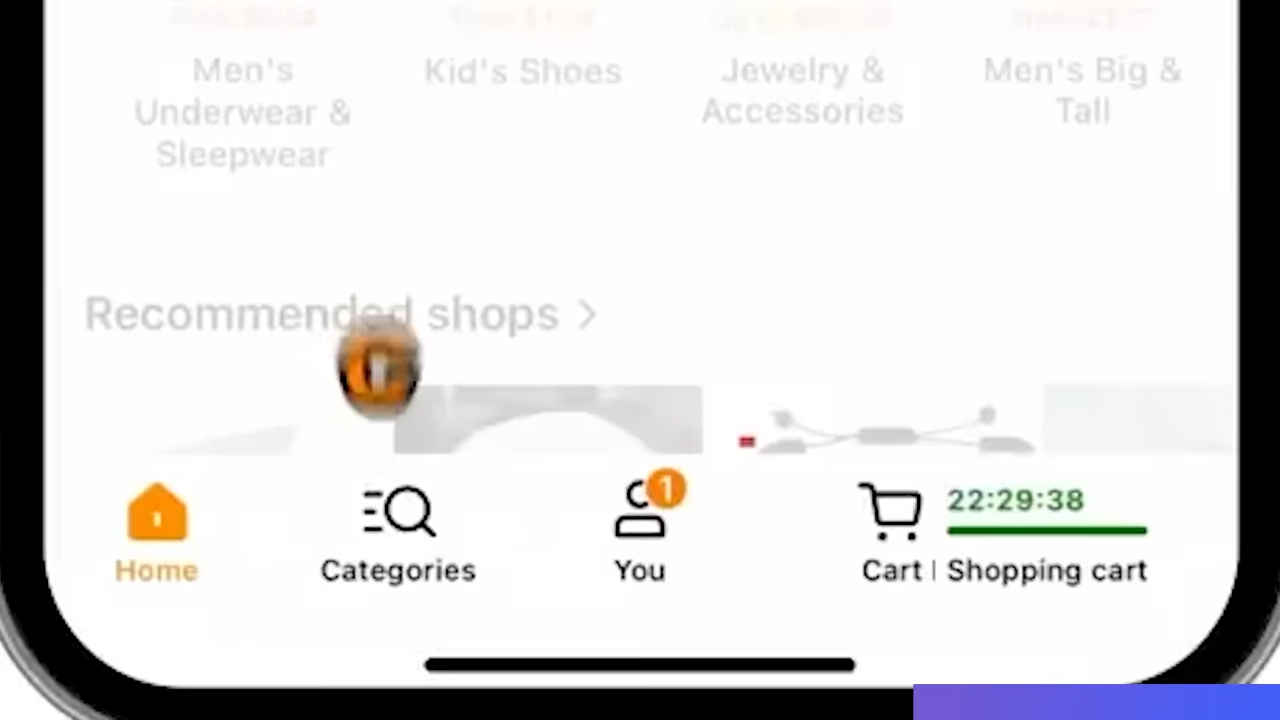 Men's
Underwear &
Sleepwear
Kid's Shoes
Jewelry &
Accessories
Men's Big &
Tall
Recommended shops >
1
22:29:38
Home
Categories
You
Cart | Shopping cart